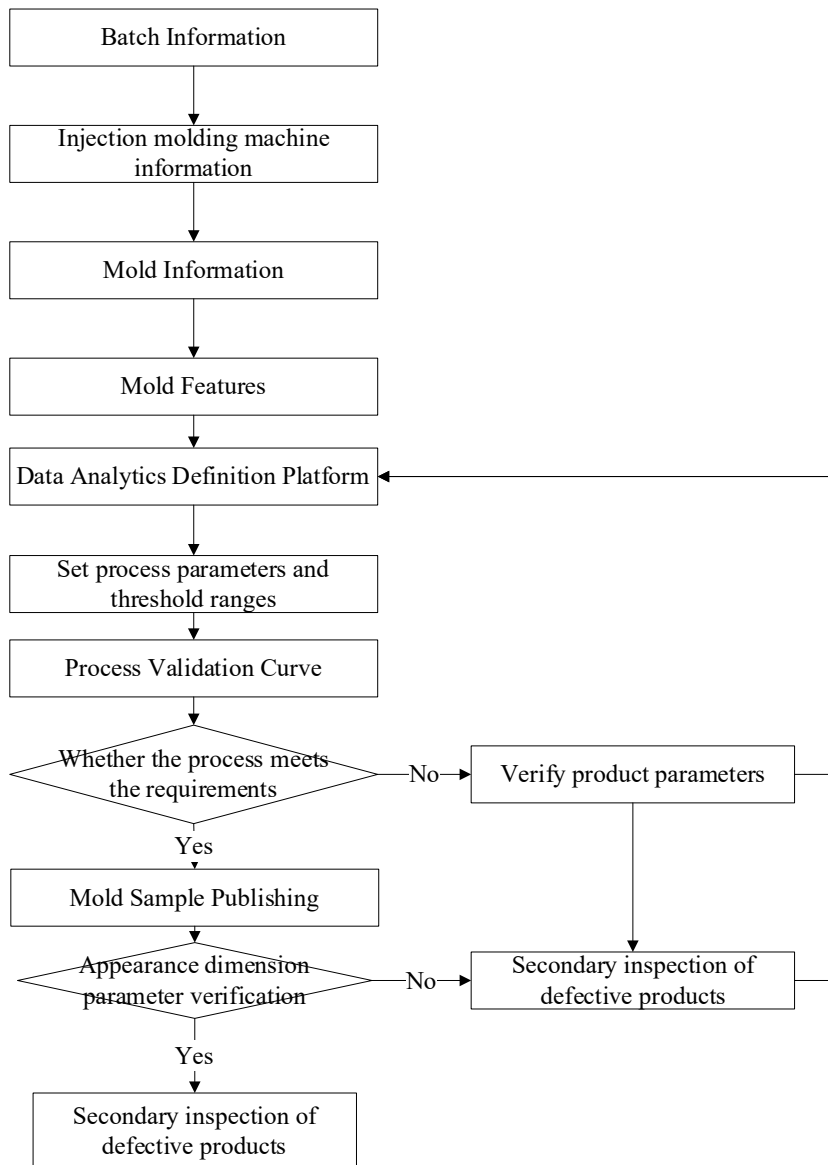 Batch Information
Injection molding machine
information
Mold Information
Mold Features
Data Analytics Definition Platform
Set process parameters and
threshold ranges
Process Validation Curve
Whether the process meets
the requirements
No
Verify product parameters
Yes
Mold Sample Publishing
Appearance dimension
parameter verification
No
Secondary inspection of
defective products
Yes
Secondary inspection of
defective products